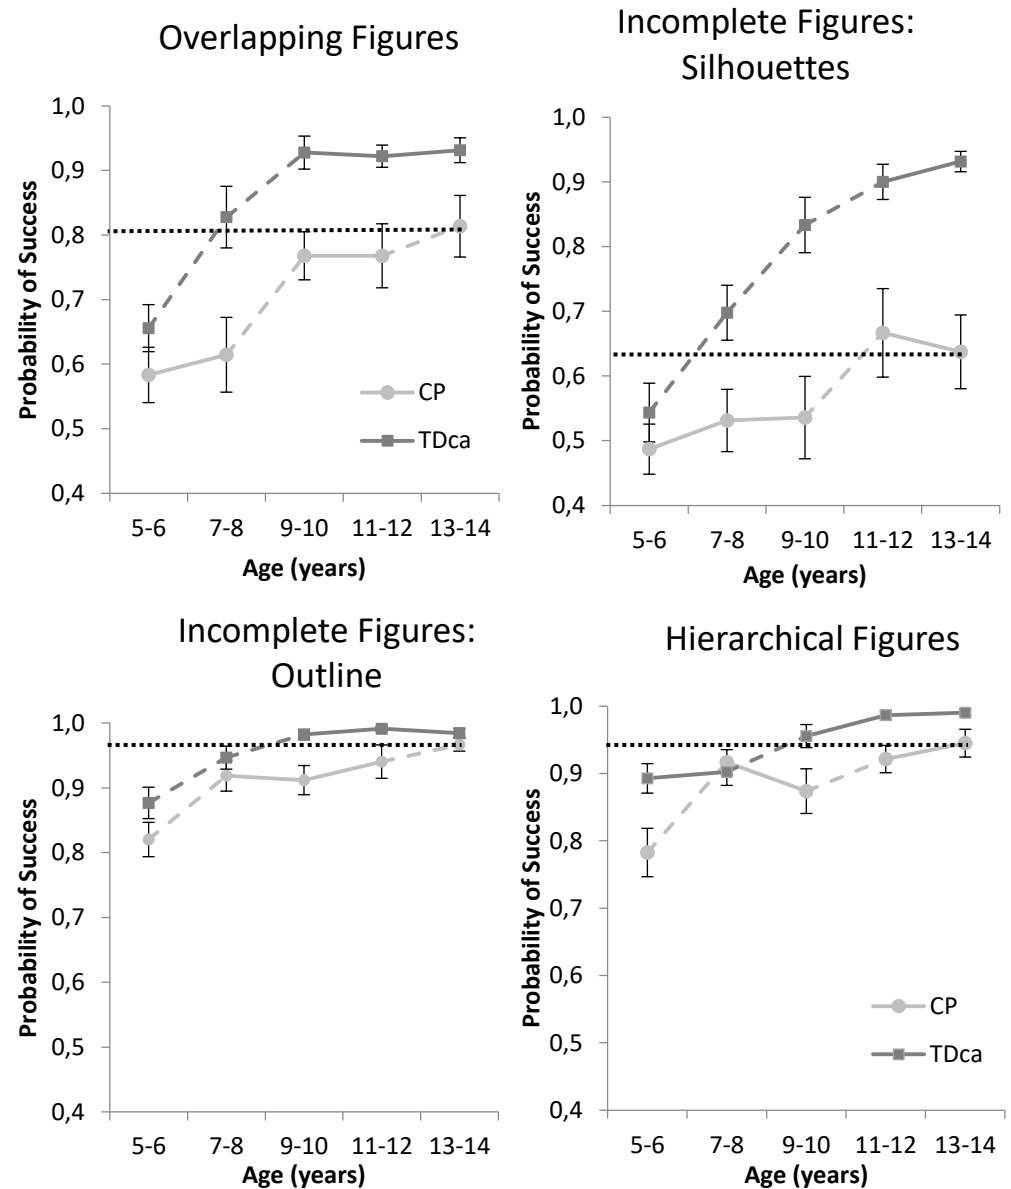 Overlapping Figures
1,0
0,9
0,8
0,7
0,6
0,5
0,4
Probability of Success
CP
TDca
5-6 7-8 9-10 11-12 13-14
Age (years)
Incomplete Figures:
Silhouettes
1,0
0,9
0,8
0,7
0,6
0,5
0,4
Probability of Success
5-6 7-8 9-10 11-12 13-14
Age (years)
Incomplete Figures:
Outline
1,0
0,9
0,8
0,7
0,6
0,5
0,4
Probability of Success
5-6 7-8 9-10 11-12 13-14
Age (years)
Hierarchical Figures
1,0
0,9
0,8
0,7
0,6
0,5
0,4
Probability of Success
CP
TDca
5-6 7-8 9-10 11-12 13-14
Age (years)